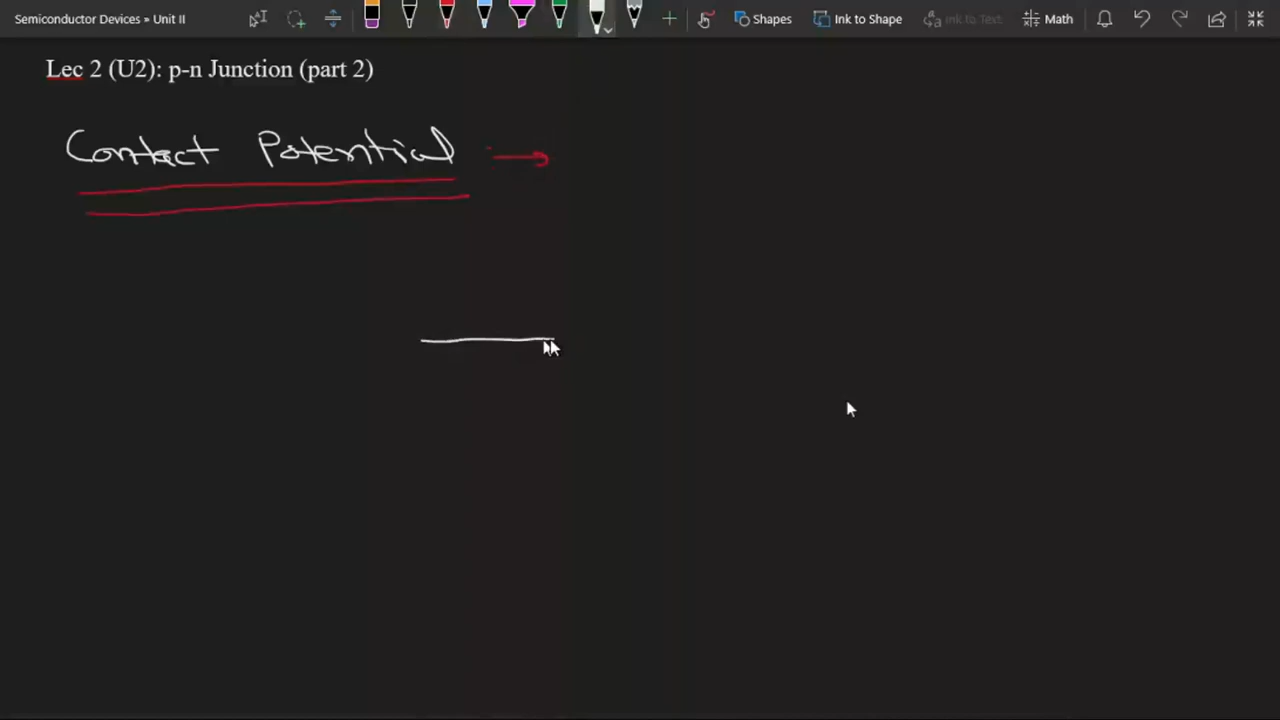 Semiconductor Devices » Unit II
Shapes
Ink to Shape
Ink to Text
Math
Lec 2 (U2): p-n Junction (part 2)
Contact Potential →